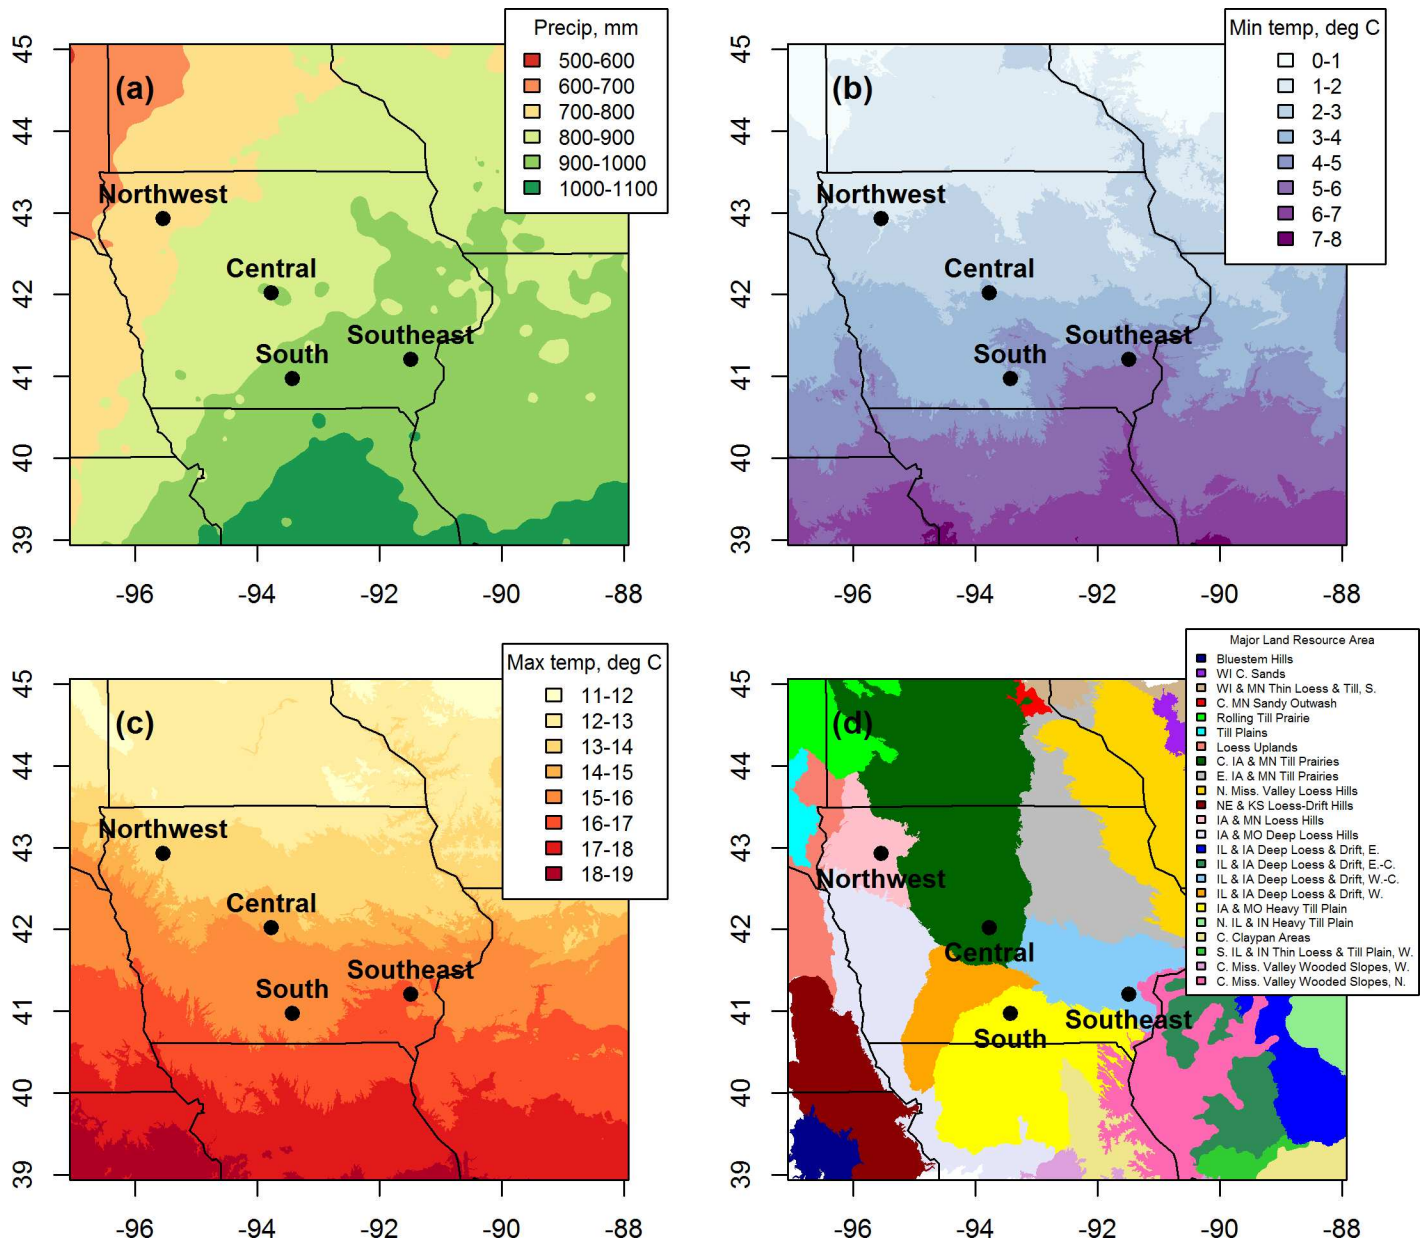 Precip, mm
500-600
600-700
700-800
800-900
900-1000
1000-1100
(a)
Northwest
Central
Southeast
South
45
44
43
42
41
40
39
-96
-94
-92
-90
-88
Min temp, deg C
0-1
1-2
2-3
3-4
4-5
5-6
6-7
7-8
(b)
Northwest
Central
Southeast
South
45
44
43
42
41
40
39
-96
-94
-92
-90
-88
Max temp, deg C
11-12
12-13
13-14
14-15
15-16
16-17
17-18
18-19
(c)
Northwest
Central
Southeast
South
45
44
43
42
41
40
39
-96
-94
-92
-90
-88
Major Land Resource Area
Bluestem Hills
WI C. Sands
WI & MN Thin Loess & Till, S.
C. MN Sandy Outwash
Rolling Till Prairie
Till Plains
Loess Uplands
C. IA & MN Till Prairies
E. IA & MN Till Prairies
N. Miss. Valley Loess Hills
NE & KS Loess-Drift Hills
IA & MN Loess Hills
IA & MO Deep Loess Hills
IL & IA Deep Loess & Drift, E.
IL & IA Deep Loess & Drift, E.-C.
IL & IA Deep Loess & Drift, W.-C.
IL & IA Deep Loess & Drift, W.
IA & MO Heavy Till Plain
N. IL & IN Heavy Till Plain
C. Claypan Areas
S. IL & IN Thin Loess & Till Plain, W.
C. Miss. Valley Wooded Slopes, W.
C. Miss. Valley Wooded Slopes, N.
(d)
Northwest
Central
Southeast
South
45
44
43
42
41
40
39
-96
-94
-92
-90
-88